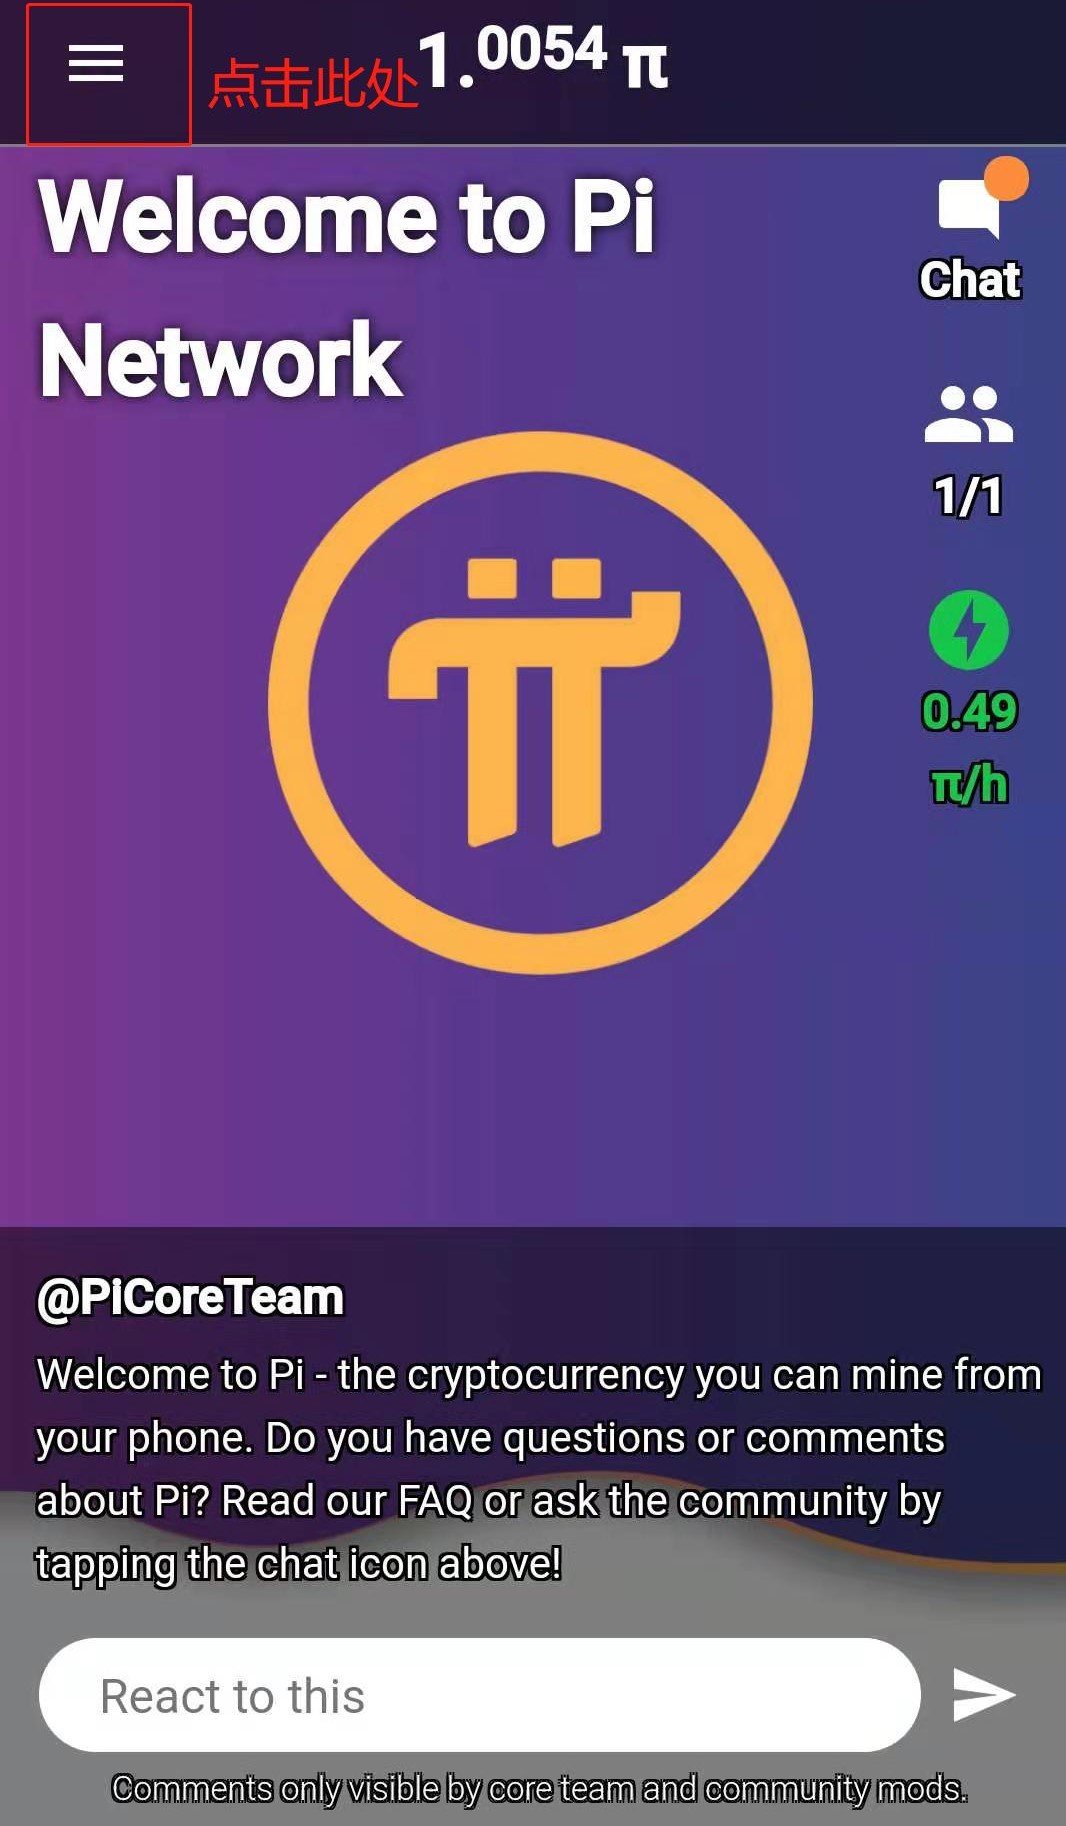 点击此处
1.0054 π
Welcome to Pi
Network
Chat
1/1
0.49
π/h
@PiCoreTeam
Welcome to Pi - the cryptocurrency you can mine from
your phone. Do you have questions or comments
about Pi? Read our FAQ or ask the community by
tapping the chat icon above!
React to this
Comments only visible by core team and community mods.